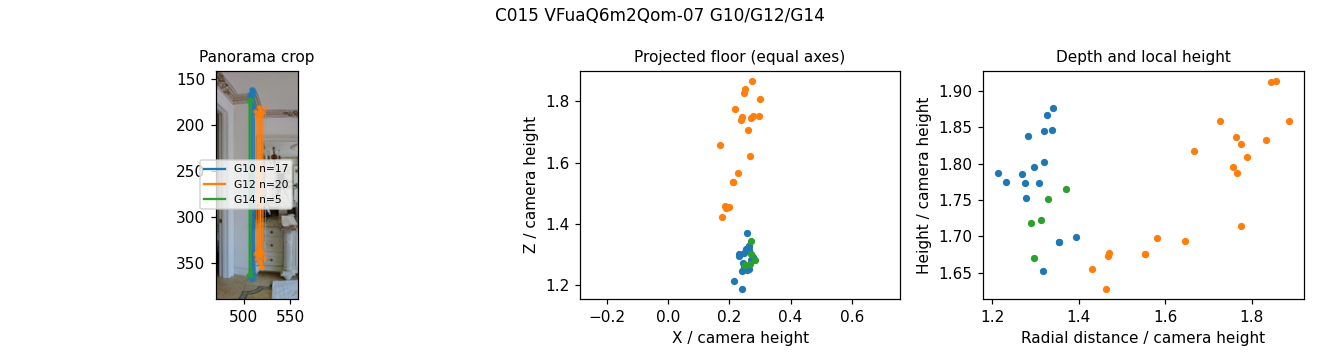 C015 VFuaQ6m2Qom-07 G10/G12/G14
Panorama crop
150
200
250
300
350
500
550
G10 n=17
G12 n=20
G14 n=5
Projected floor (equal axes)
Z / camera height
1.8
1.6
1.4
1.2
−0.2
0.0
0.2
0.4
0.6
X / camera height
Depth and local height
Height / camera height
1.90
1.85
1.80
1.75
1.70
1.65
1.2
1.4
1.6
1.8
Radial distance / camera height